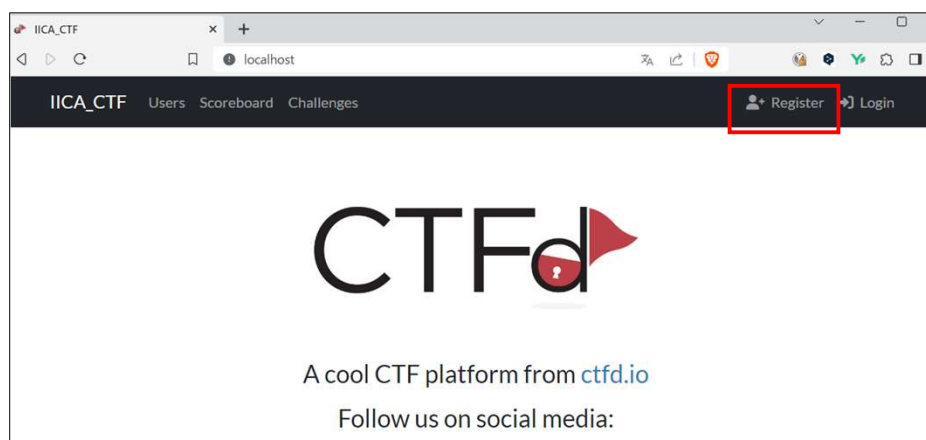 IICA_CTF
localhost
IICA_CTF Users Scoreboard Challenges Register Login
CTFd
A cool CTF platform from ctfd.io
Follow us on social media: